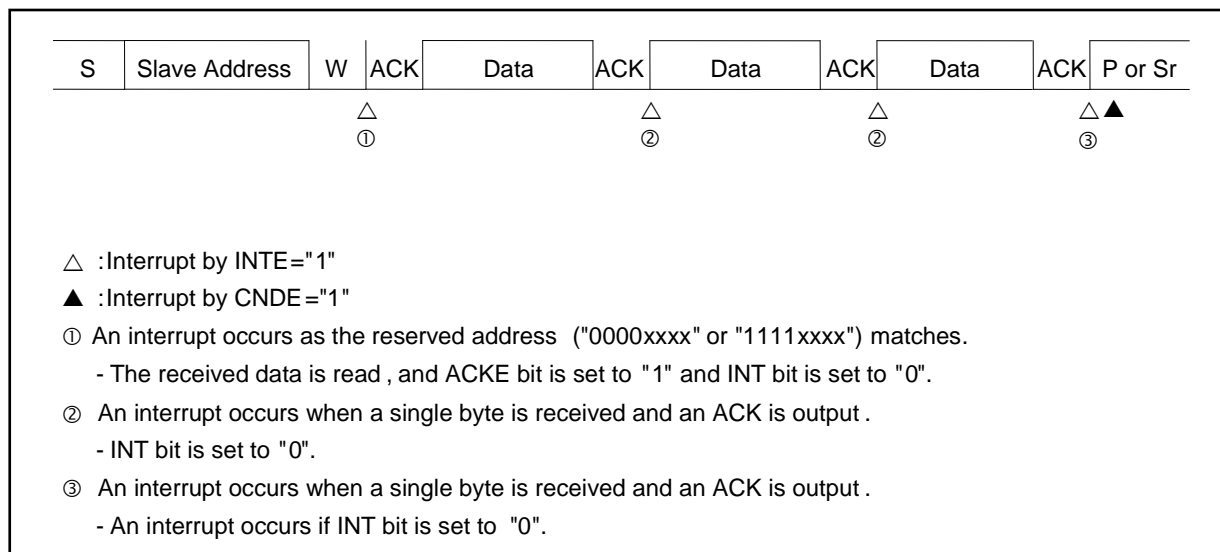 S Slave Address W ACK Data ACK Data ACK Data ACK P or Sr
△ △ △ △▲
① ② ② ③
△ :Interrupt by INTE="1"
▲ :Interrupt by CNDE="1"
① An interrupt occurs as the reserved address ("0000xxxx" or "1111xxxx") matches.
- The received data is read, and ACKE bit is set to "1" and INT bit is set to "0".
② An interrupt occurs when a single byte is received and an ACK is output.
- INT bit is set to "0".
③ An interrupt occurs when a single byte is received and an ACK is output.
- An interrupt occurs if INT bit is set to "0".